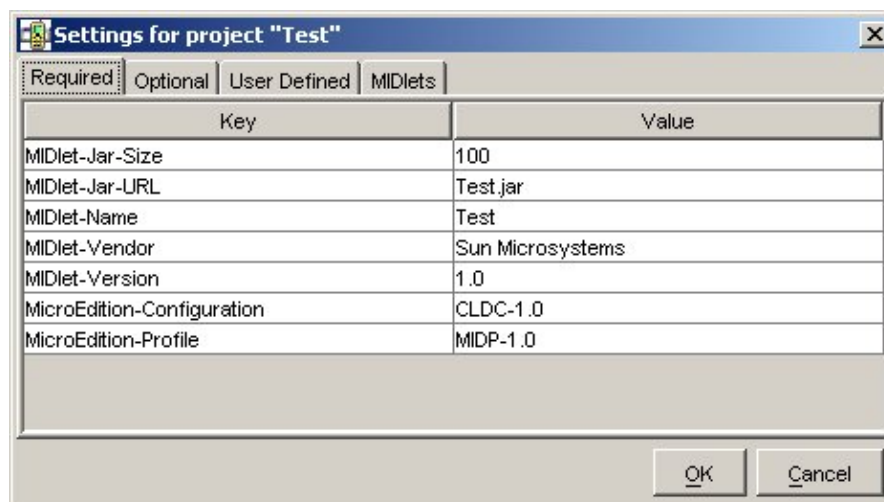 Settings for project "Test"
Required Optional User Defined MIDlets
Key Value
MIDlet-Jar-Size 100
MIDlet-Jar-URL Test.jar
MIDlet-Name Test
MIDlet-Vendor Sun Microsystems
MIDlet-Version 1.0
MicroEdition-Configuration CLDC-1.0
MicroEdition-Profile MIDP-1.0
OK Cancel